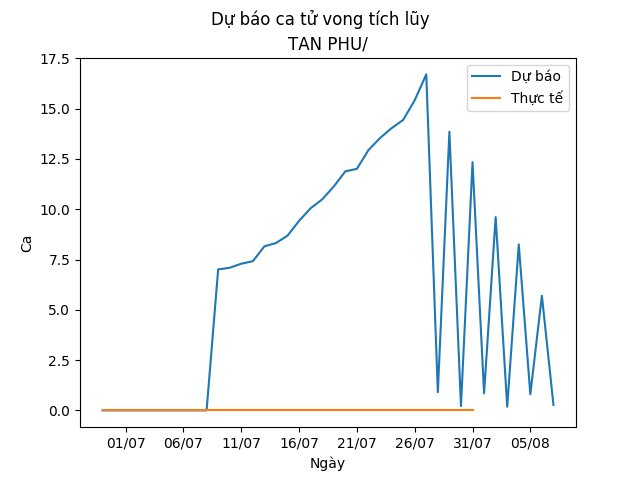 Dự báo ca tử vong tích lũy
TAN PHU/
17.5
15.0
12.5
10.0
7.5
5.0
2.5
0.0
Ca
Dự báo
Thực tế
01/07 06/07 11/07 16/07 21/07 26/07 31/07 05/08
Ngày